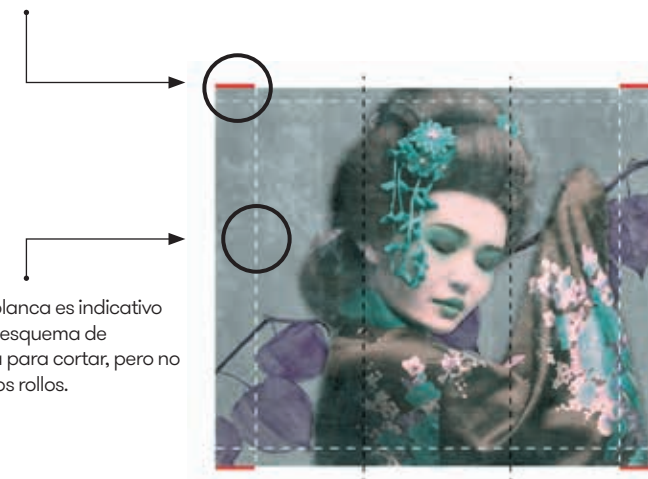 blanca es indicativo
esquema de
para cortar, pero no
os rollos.